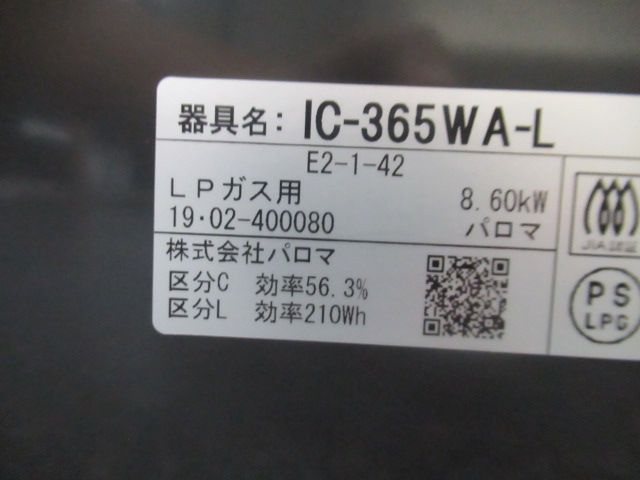 器具名: IC-365WA-L
E2-1-42
LPガス用 8.60kW
19・02-400080 パロマ
株式会社パロマ
区分C 効率56.3%
区分L 効率210Wh
JIA認証
PS
LPG